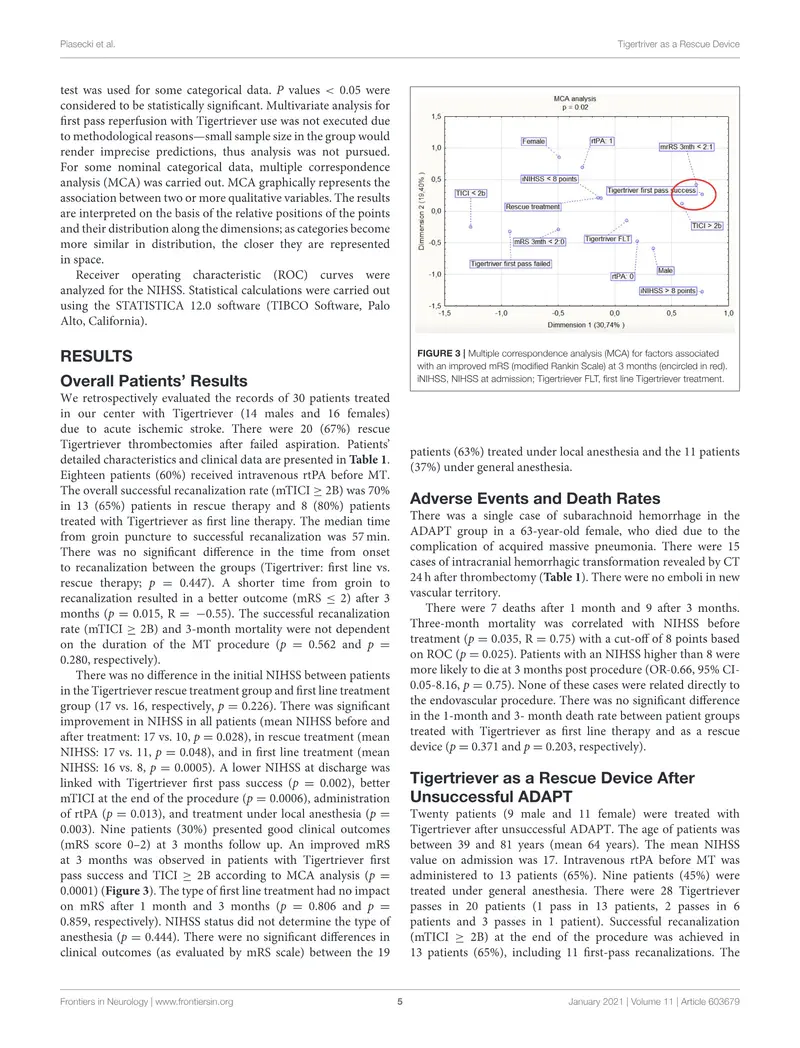 Piasecki et al.
Tigertriver as a Rescue Device
test was used for some categorical data. P values < 0.05 were
considered to be statistically significant. Multivariate analysis for
first pass reperfusion with Tigertriever use was not executed due
to methodological reasons—small sample size in the group would
render imprecise predictions, thus analysis was not pursued.
For some nominal categorical data, multiple correspondence
analysis (MCA) was carried out. MCA graphically represents the
association between two or more qualitative variables. The results
are interpreted on the basis of the relative positions of the points
and their distribution along the dimensions; as categories become
more similar in distribution, the closer they are represented
in space.
Receiver operating characteristic (ROC) curves were
analyzed for the NIHSS. Statistical calculations were carried out
using the STATISTICA 12.0 software (TIBCO Software, Palo
Alto, California).
RESULTS
Overall Patients' Results
We retrospectively evaluated the records of 30 patients treated
in our center with Tigertriever (14 males and 16 females)
due to acute ischemic stroke. There were 20 (67%) rescue
Tigertriever thrombectomies after failed aspiration. Patients'
detailed characteristics and clinical data are presented in Table 1.
Eighteen patients (60%) received intravenous rtPA before MT.
The overall successful recanalization rate (mTICI ≥ 2B) was 70%
in 13 (65%) patients in rescue therapy and 8 (80%) patients
treated with Tigertriever as first line therapy. The median time
from groin puncture to successful recanalization was 57 min.
There was no significant difference in the time from onset
to recanalization between the groups (Tigertriver: first line vs.
rescue therapy; p = 0.447). A shorter time from groin to
recanalization resulted in a better outcome (mRS ≤ 2) after 3
months (p = 0.015, R = −0.55). The successful recanalization
rate (mTICI ≥ 2B) and 3-month mortality were not dependent
on the duration of the MT procedure (p = 0.562 and p =
0.280, respectively).
There was no difference in the initial NIHSS between patients
in the Tigertriever rescue treatment group and first line treatment
group (17 vs. 16, respectively, p = 0.226). There was significant
improvement in NIHSS in all patients (mean NIHSS before and
after treatment: 17 vs. 10, p = 0.028), in rescue treatment (mean
NIHSS: 17 vs. 11, p = 0.048), and in first line treatment (mean
NIHSS: 16 vs. 8, p = 0.0005). A lower NIHSS at discharge was
linked with Tigertriever first pass success (p = 0.002), better
mTICI at the end of the procedure (p = 0.0006), administration
of rtPA (p = 0.013), and treatment under local anesthesia (p =
0.003). Nine patients (30%) presented good clinical outcomes
(mRS score 0–2) at 3 months follow up. An improved mRS
at 3 months was observed in patients with Tigertriever first
pass success and TICI ≥ 2B according to MCA analysis (p =
0.0001) (Figure 3). The type of first line treatment had no impact
on mRS after 1 month and 3 months (p = 0.806 and p =
0.859, respectively). NIHSS status did not determine the type of
anesthesia (p = 0.444). There were no significant differences in
clinical outcomes (as evaluated by mRS scale) between the 19
MCA analysis
p = 0.02
Dimmension 2 (19,40% )
1,5
1,0
0,5
0,0
-0,5
-1,0
-1,5
Female
rtPA: 1
mrRS 3mth < 2:1
iNIHSS < 8 points
TICI < 2b
Tigertriever first pass success
Rescue treatment
TICI > 2b
mRS 3mth < 2:0
Tigertriever FLT
Tigertriever first pass failed
Male
rtPA: 0
iNIHSS > 8 points
-1,5
-1,0
-0,5
0,0
0,5
1,0
Dimmension 1 (30,74% )
FIGURE 3 | Multiple correspondence analysis (MCA) for factors associated
with an improved mRS (modified Rankin Scale) at 3 months (encircled in red).
iNIHSS, NIHSS at admission; Tigertriever FLT, first line Tigertriever treatment.
patients (63%) treated under local anesthesia and the 11 patients
(37%) under general anesthesia.
Adverse Events and Death Rates
There was a single case of subarachnoid hemorrhage in the
ADAPT group in a 63-year-old female, who died due to the
complication of acquired massive pneumonia. There were 15
cases of intracranial hemorrhagic transformation revealed by CT
24 h after thrombectomy (Table 1). There were no emboli in new
vascular territory.
There were 7 deaths after 1 month and 9 after 3 months.
Three-month mortality was correlated with NIHSS before
treatment (p = 0.035, R = 0.75) with a cut-off of 8 points based
on ROC (p = 0.025). Patients with an NIHSS higher than 8 were
more likely to die at 3 months post procedure (OR-0.66, 95% CI-
0.05-8.16, p = 0.75). None of these cases were related directly to
the endovascular procedure. There was no significant difference
in the 1-month and 3- month death rate between patient groups
treated with Tigertriever as first line therapy and as a rescue
device (p = 0.371 and p = 0.203, respectively).
Tigertriever as a Rescue Device After
Unsuccessful ADAPT
Twenty patients (9 male and 11 female) were treated with
Tigertriever after unsuccessful ADAPT. The age of patients was
between 39 and 81 years (mean 64 years). The mean NIHSS
value on admission was 17. Intravenous rtPA before MT was
administered to 13 patients (65%). Nine patients (45%) were
treated under general anesthesia. There were 28 Tigertriever
passes in 20 patients (1 pass in 13 patients, 2 passes in 6
patients and 3 passes in 1 patient). Successful recanalization
(mTICI ≥ 2B) at the end of the procedure was achieved in
13 patients (65%), including 11 first-pass recanalizations. The
Frontiers in Neurology | www.frontiersin.org
5
January 2021 | Volume 11 | Article 603679